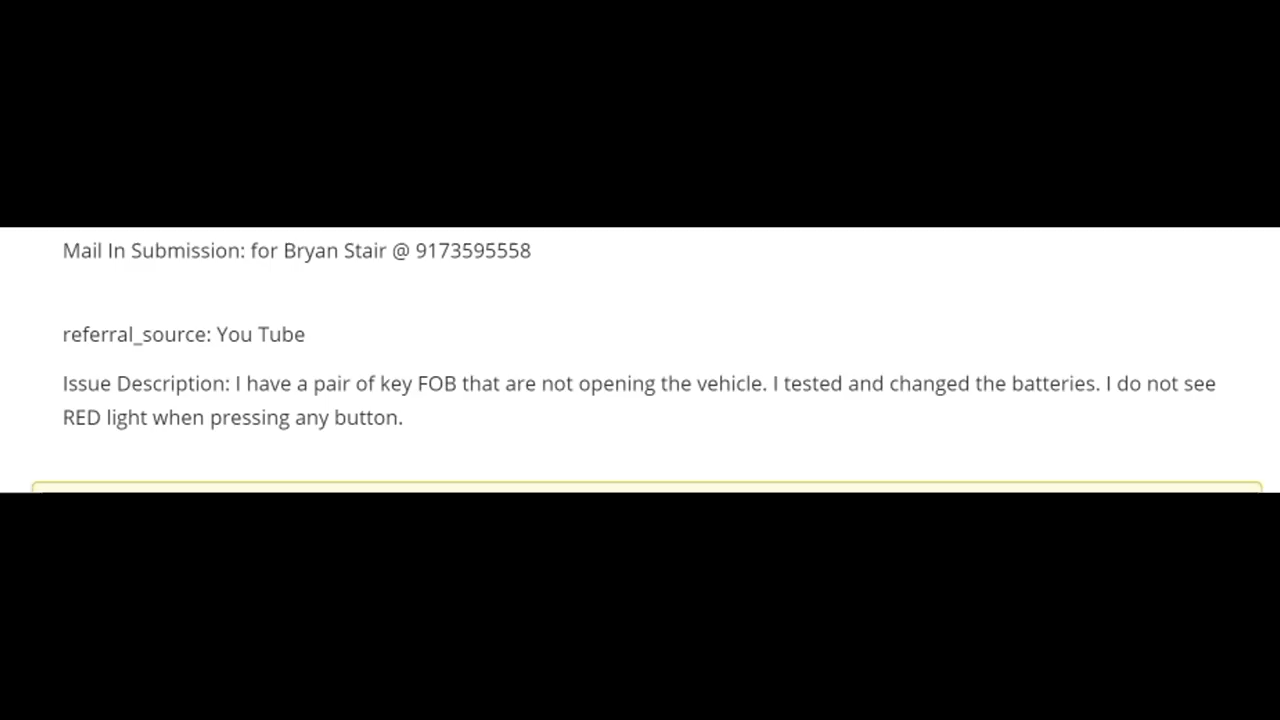 Mail In Submission: for Bryan Stair @ 9173595558
referral_source: You Tube
Issue Description: I have a pair of key FOB that are not opening the vehicle. I tested and changed the batteries. I do not see
RED light when pressing any button.